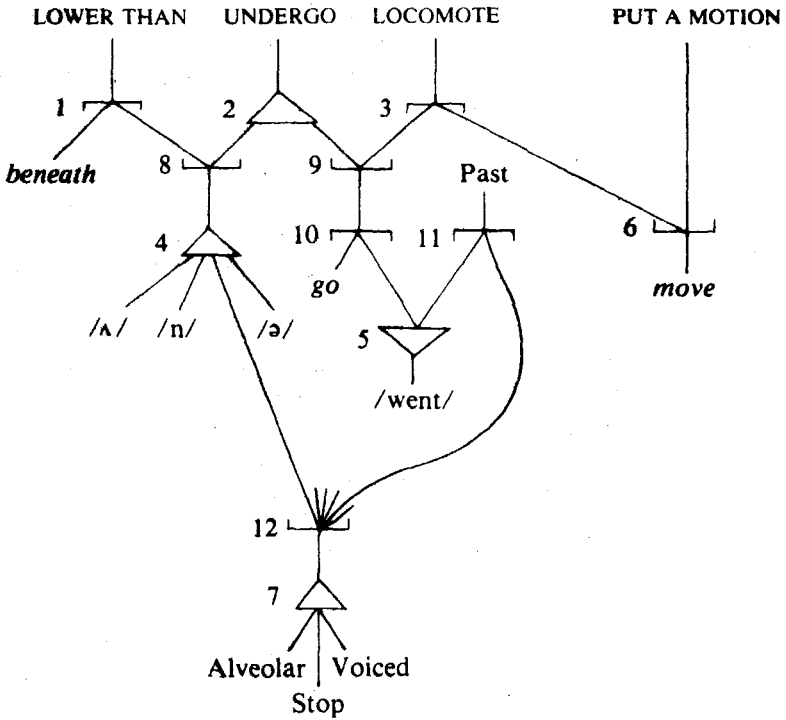 LOWER THAN UNDERGO LOCOMOTE PUT A MOTION
1 2 3
beneath 8 9 Past
4 10 11 6
go move
/ʌ/ /n/ /ə/ 5
/went/
12
7
Alveolar Voiced
Stop